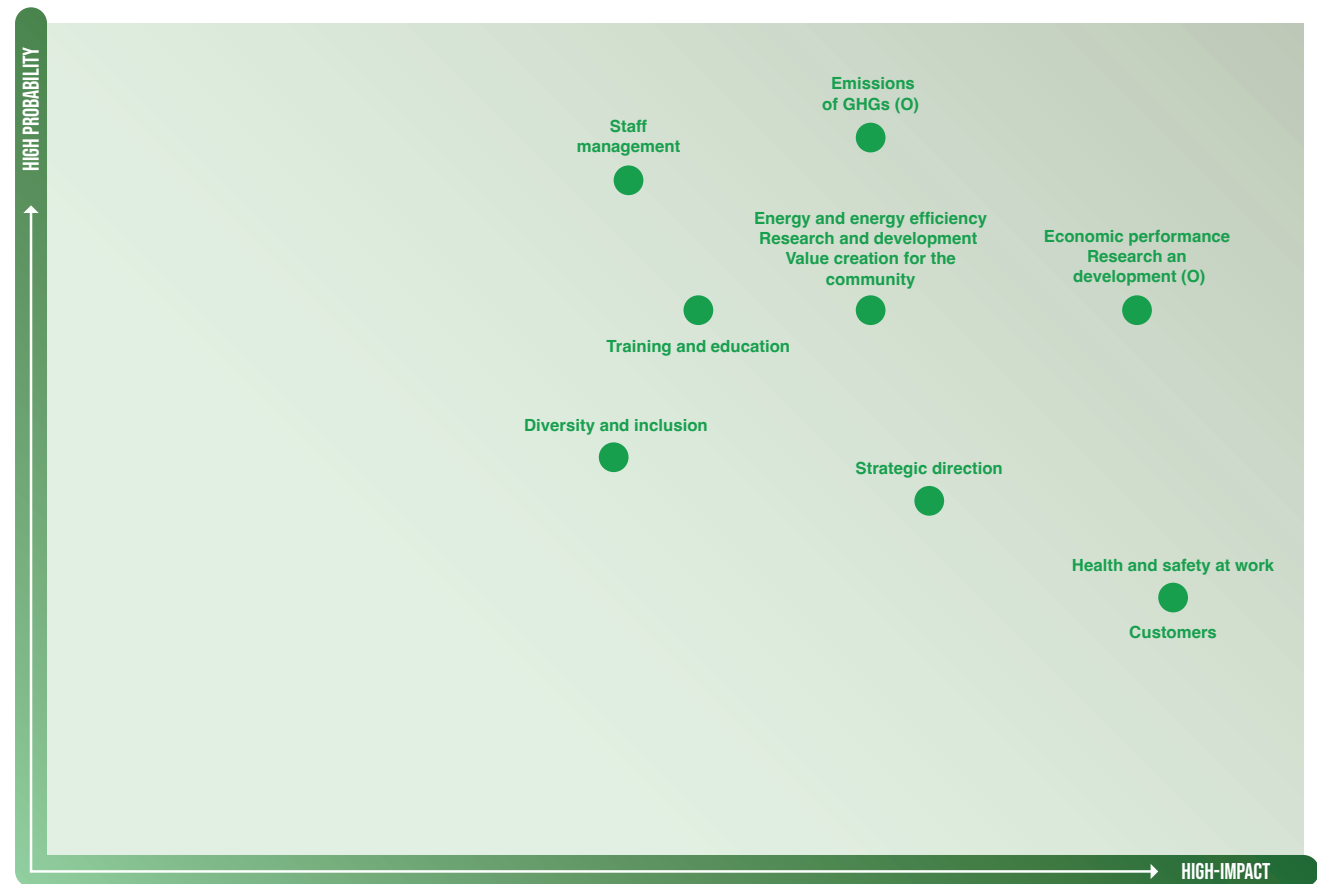 HIGH PROBABILITY
Emissions
of GHGs (O)
Staff
management
Energy and energy efficiency
Research and development
Value creation for the
community
Economic performance
Research an
development (O)
Training and education
Diversity and inclusion
Strategic direction
Health and safety at work
Customers
HIGH-IMPACT